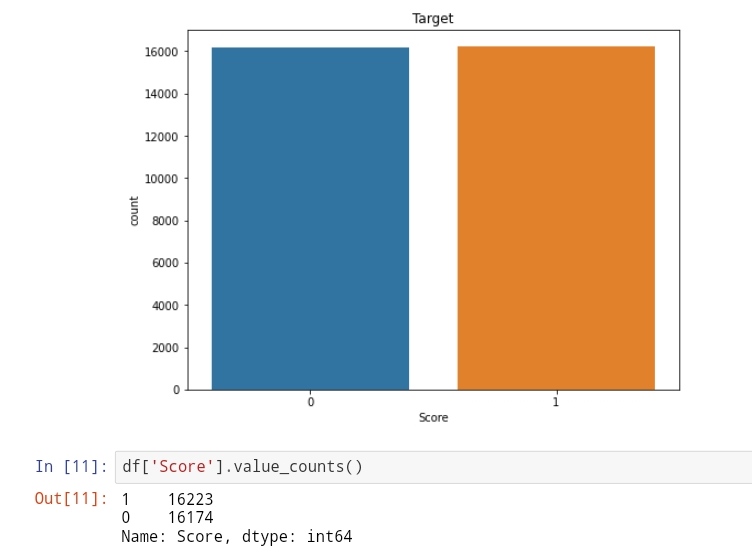 Target
16000
14000
12000
10000
8000
6000
4000
2000
0
count
0 1
Score
In [11]: df['Score'].value_counts()
Out[11]: 1 16223
0 16174
Name: Score, dtype: int64